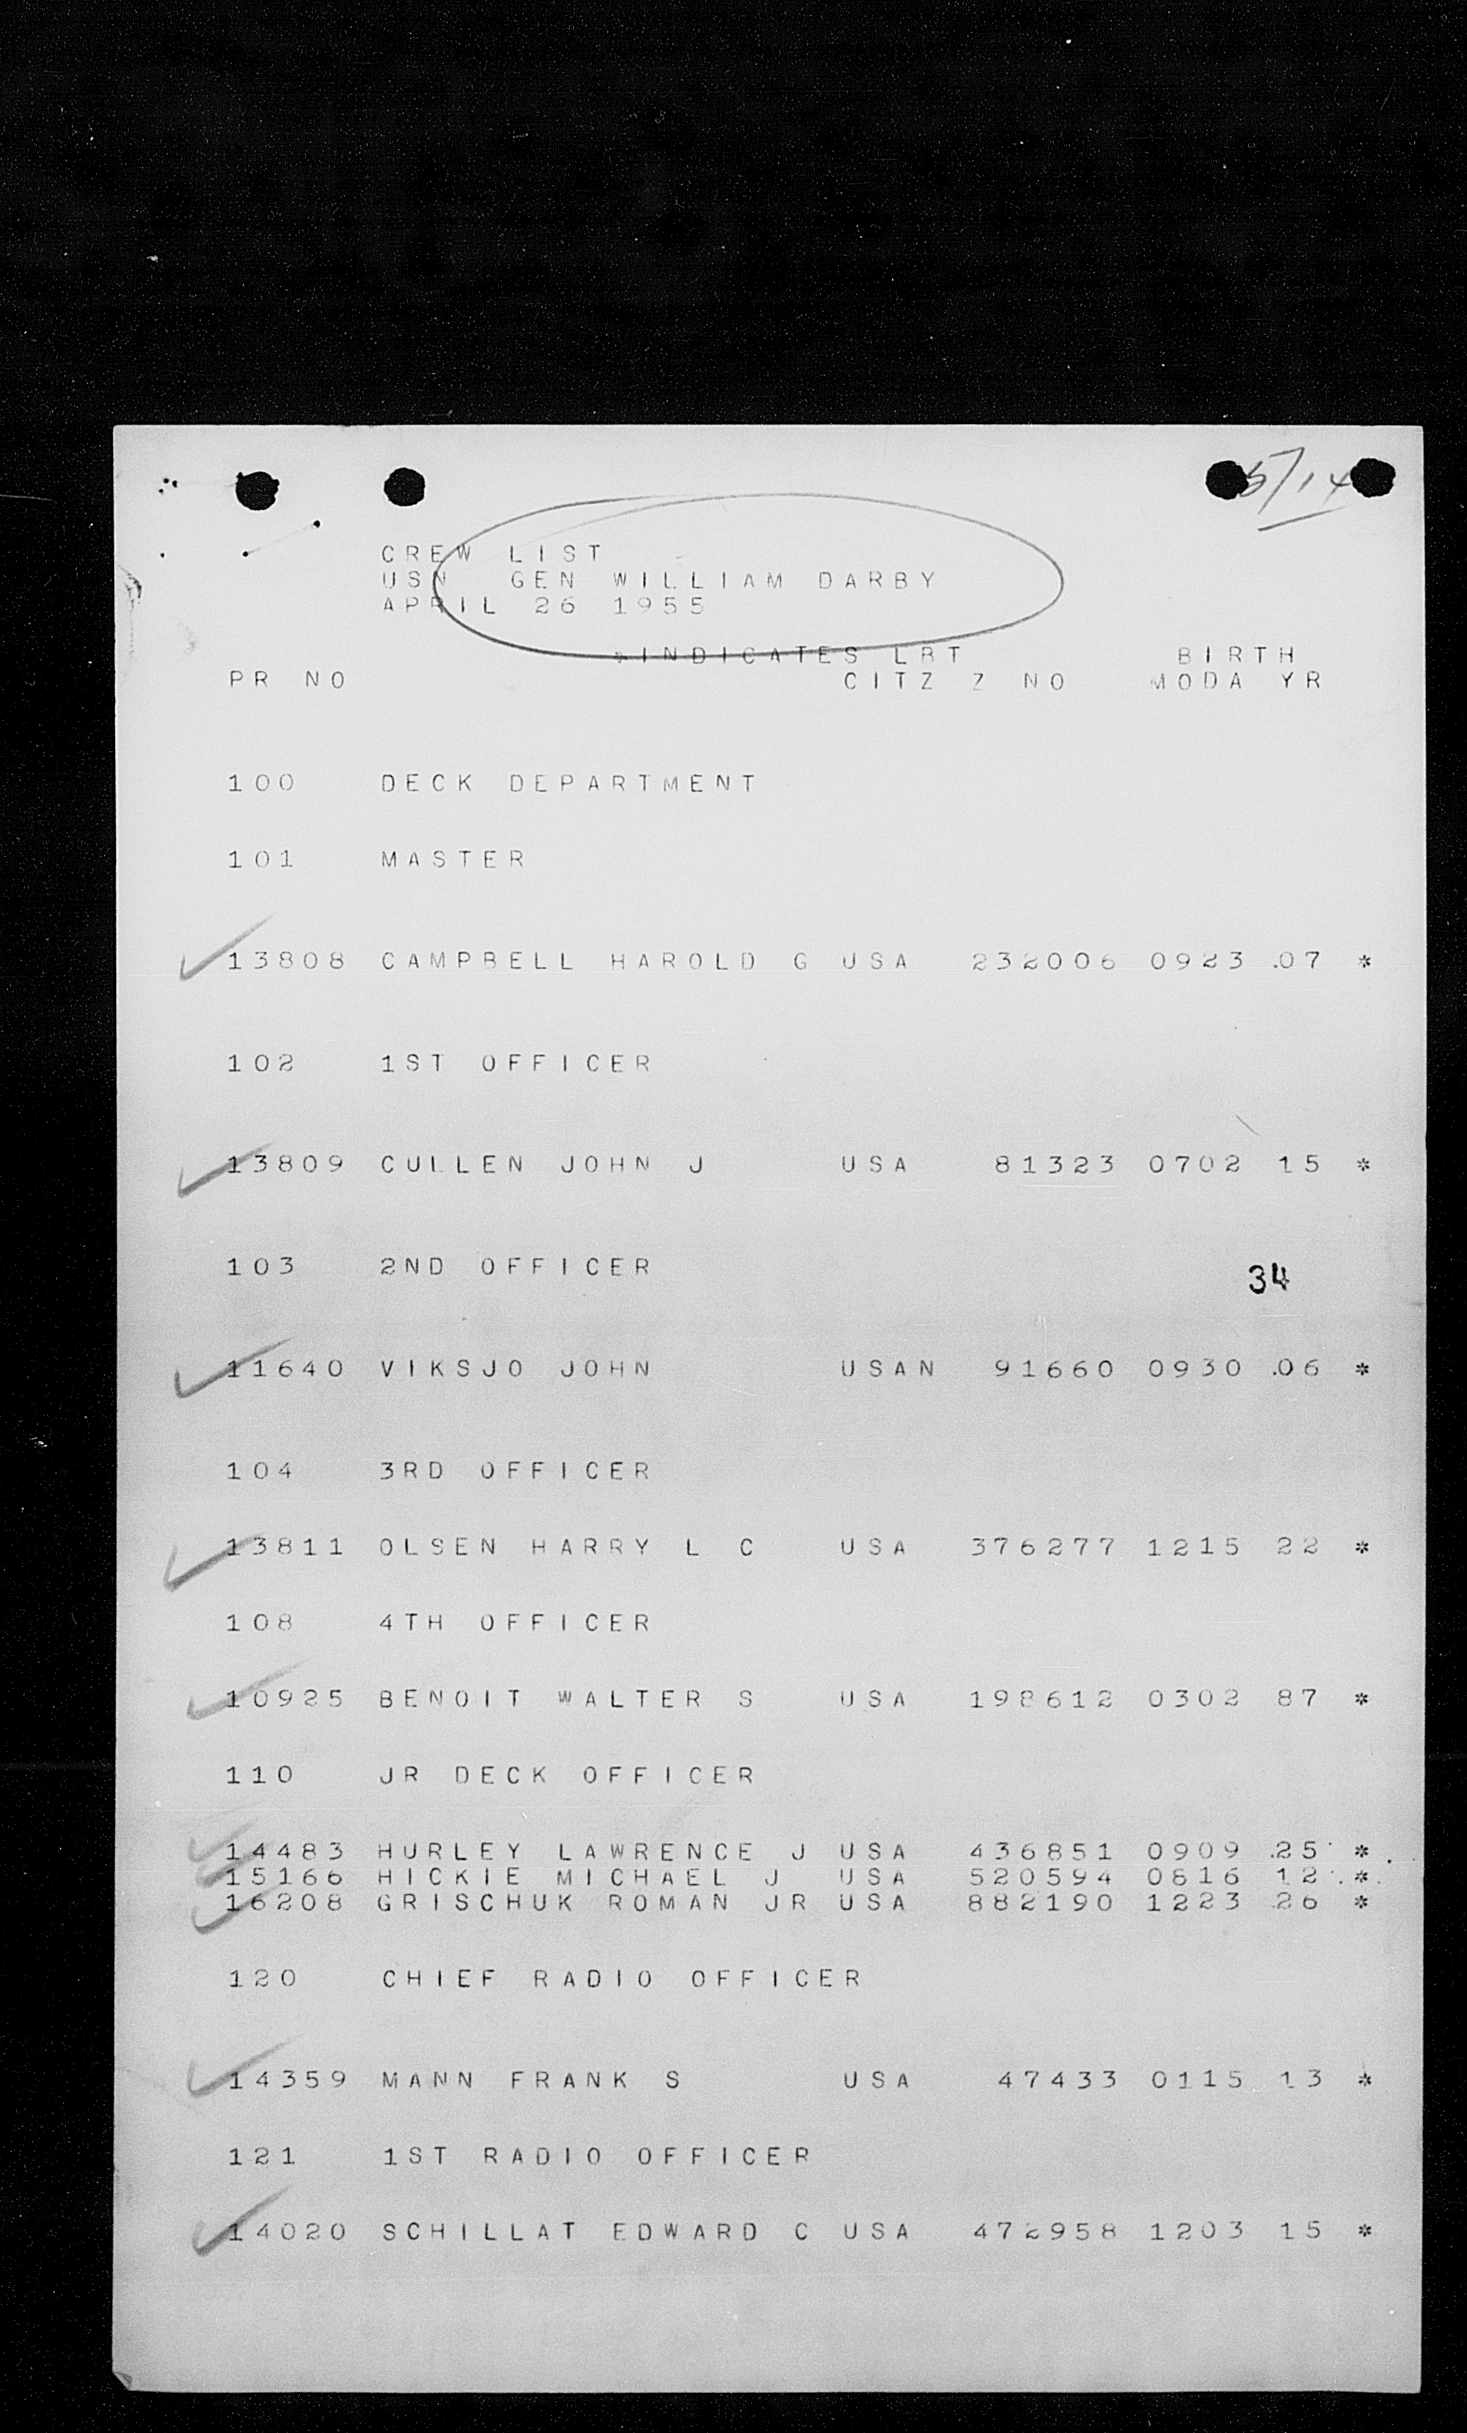 5/14
CREW LIST
USN GEN WILLIAM DARBY
APRIL 26 1955
*INDICATES LBT BIRTH
PR NO CITZ Z NO MODA YR
100 DECK DEPARTMENT
101 MASTER
13808 CAMPBELL HAROLD G USA 232006 0923 .07 *
102 1ST OFFICER
13809 CULLEN JOHN J USA 81323 0702 15 *
103 2ND OFFICER
34
11640 VIKSJO JOHN USAN 91660 0930 .06 *
104 3RD OFFICER
13811 OLSEN HARRY L C USA 376277 1215 22 *
108 4TH OFFICER
10925 BENOIT WALTER S USA 198612 0302 87 *
110 JR DECK OFFICER
14483 HURLEY LAWRENCE J USA 436851 0909 25 *
15166 HICKIE MICHAEL J USA 520594 0816 12 *
16208 GRISCHUK ROMAN JR USA 882190 1223 26 *
120 CHIEF RADIO OFFICER
14359 MANN FRANK S USA 47433 0115 13 *
121 1ST RADIO OFFICER
14020 SCHILLAT EDWARD C USA 472958 1203 15 *